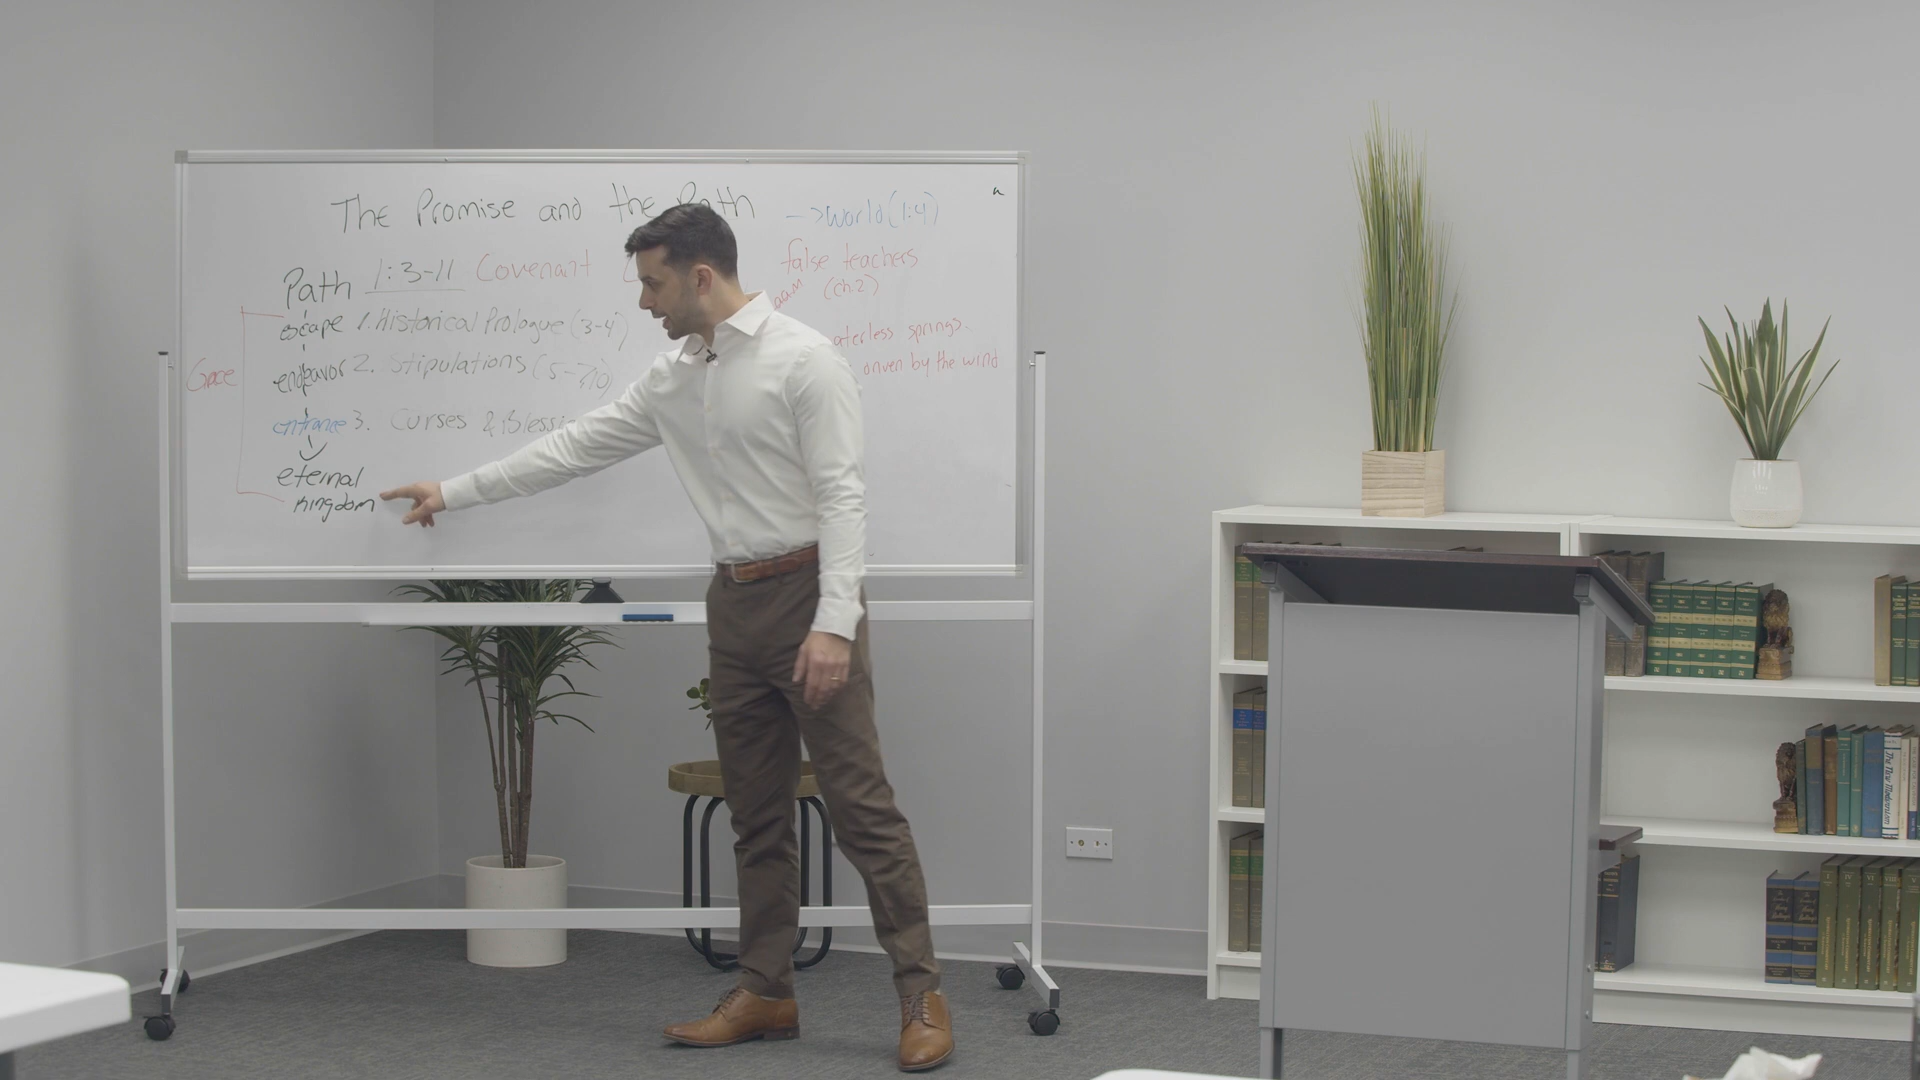 The Promise and the Path
Path 1:3-11 Covenant
escape 1. Historical Prologue (3-4)
endeavor 2. Stipulations (5-7,10)
entrance 3. Curses & Blessi
eternal
kingdom
Grace
-->world (1:4)
false teachers
(ch.2)
aterless springs.
driven by the wind